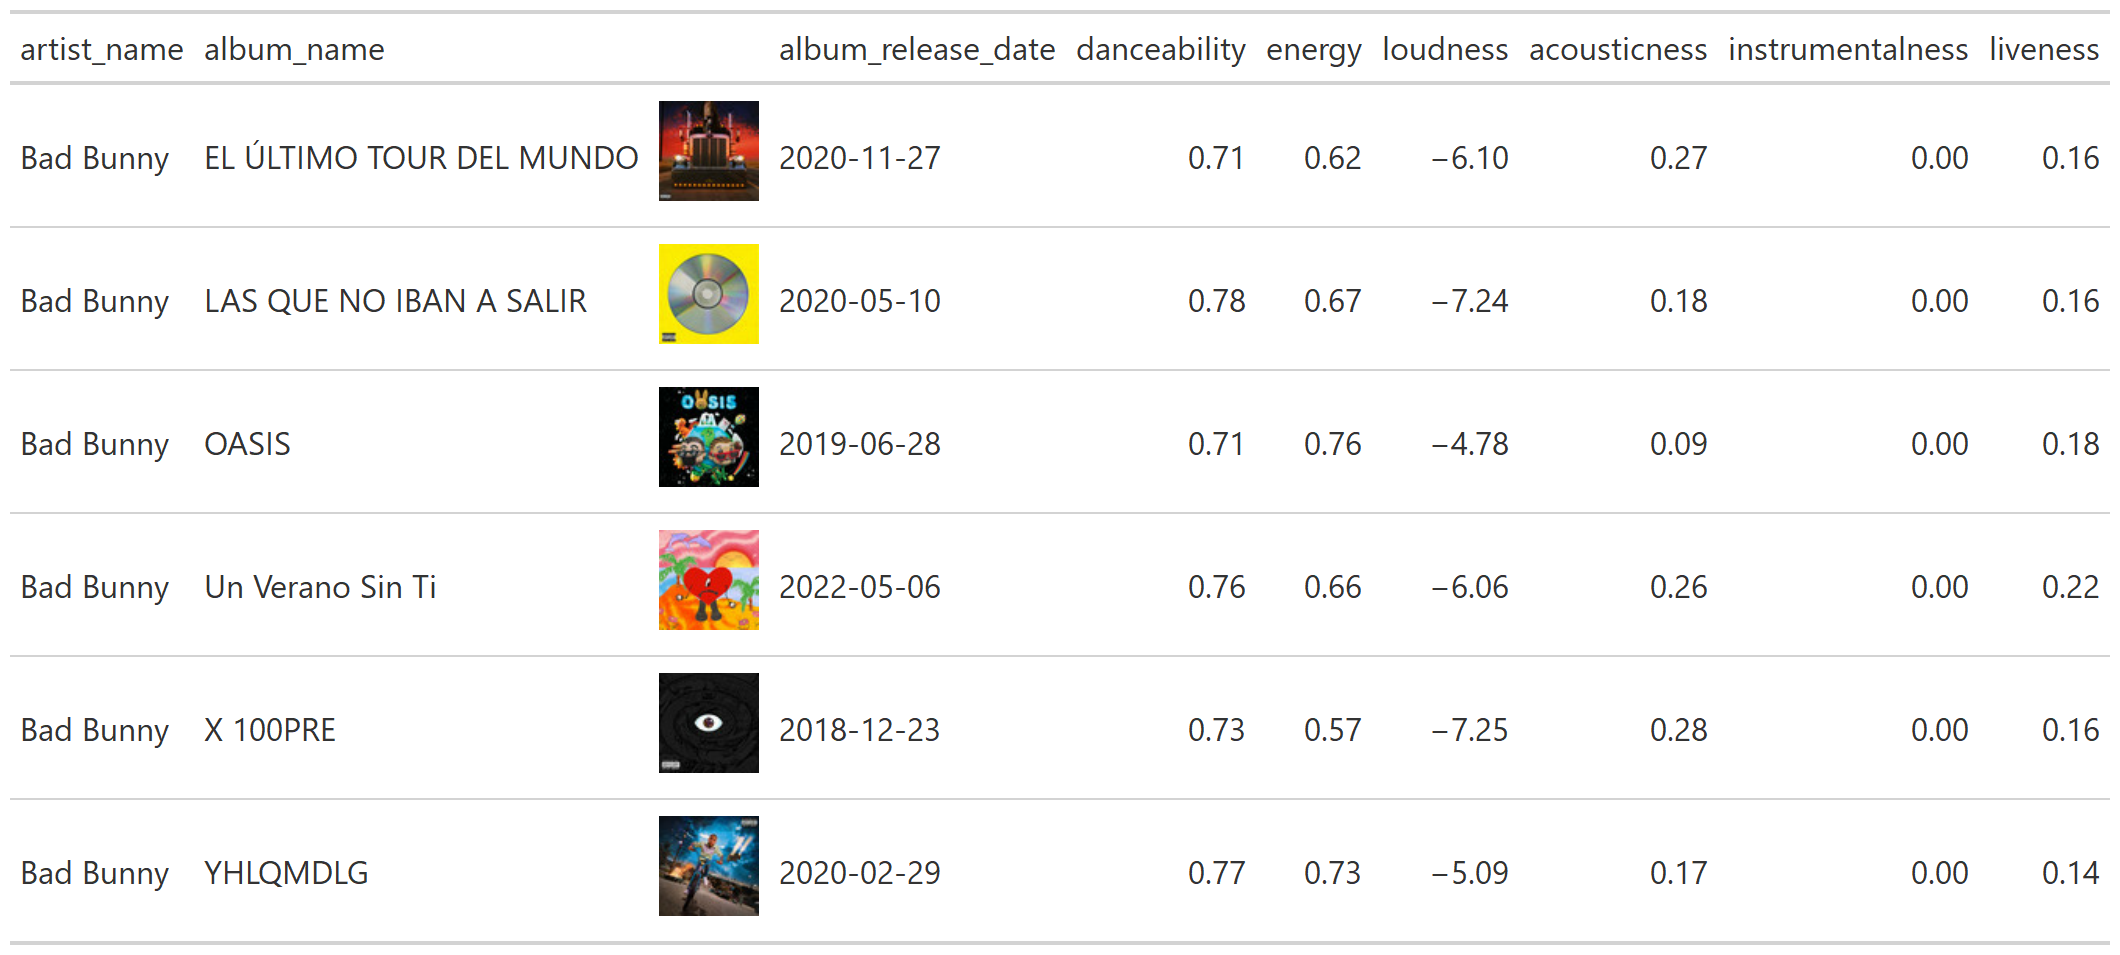 artist_name album_name album_release_date danceability energy loudness acousticness instrumentalness liveness
Bad Bunny EL ÚLTIMO TOUR DEL MUNDO 2020-11-27 0.71 0.62 −6.10 0.27 0.00 0.16
Bad Bunny LAS QUE NO IBAN A SALIR 2020-05-10 0.78 0.67 −7.24 0.18 0.00 0.16
OASIS
Bad Bunny OASIS 2019-06-28 0.71 0.76 −4.78 0.09 0.00 0.18
Bad Bunny Un Verano Sin Ti 2022-05-06 0.76 0.66 −6.06 0.26 0.00 0.22
Bad Bunny X 100PRE 2018-12-23 0.73 0.57 −7.25 0.28 0.00 0.16
Bad Bunny YHLQMDLG 2020-02-29 0.77 0.73 −5.09 0.17 0.00 0.14